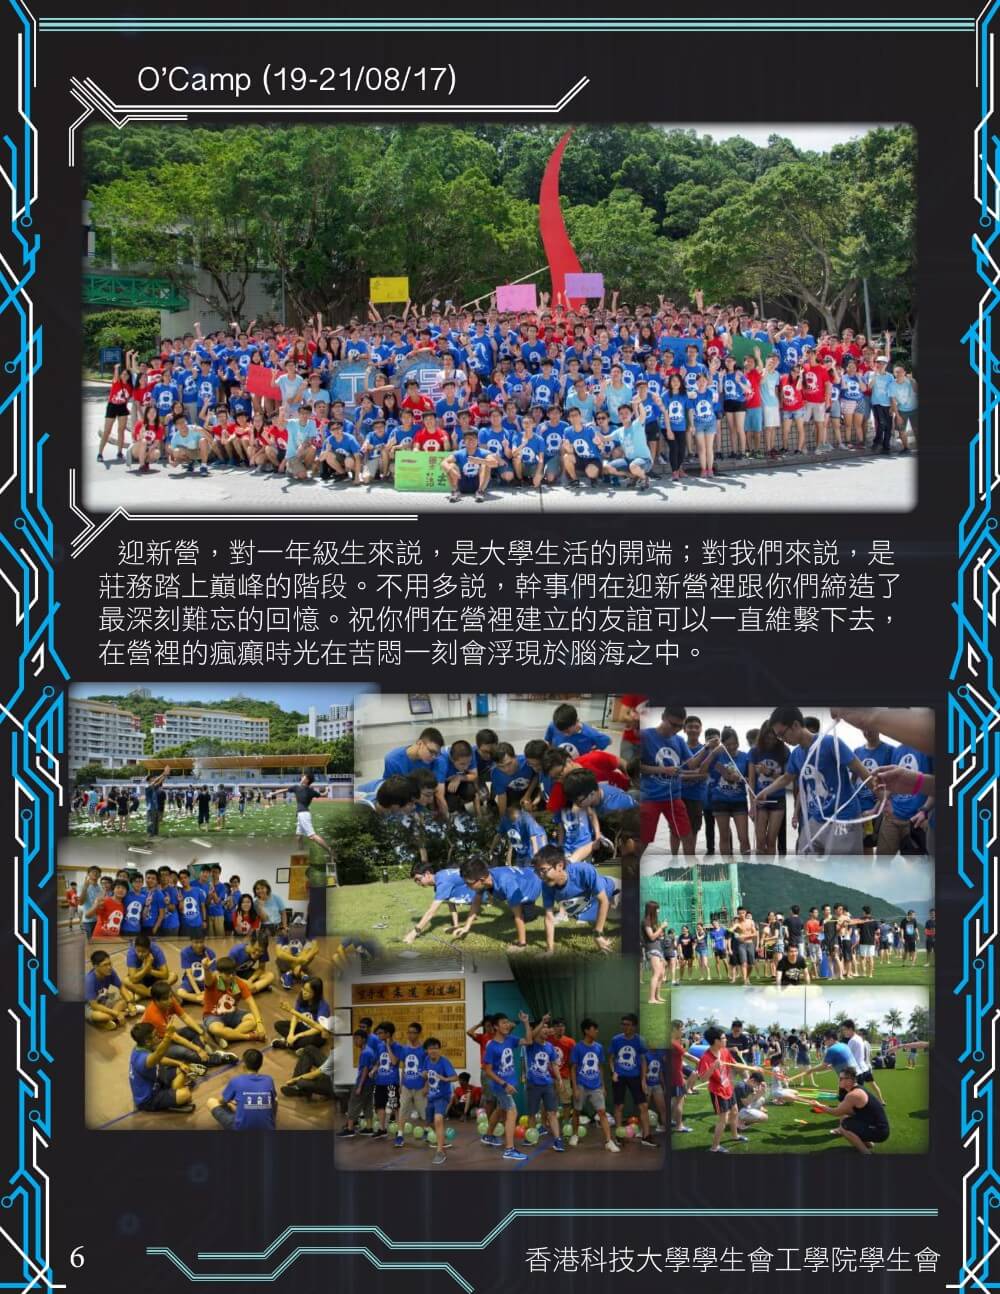 O'Camp (19-21/08/17)
工 學
迎新營，對一年級生來説，是大學生活的開端；對我們來説，是
莊務踏上巔峰的階段。不用多説，幹事們在迎新營裡跟你們締造了
最深刻難忘的回憶。祝你們在營裡建立的友誼可以一直維繫下去，
在營裡的瘋癲時光在苦悶一刻會浮現於腦海之中。
6
香港科技大學學生會工學院學生會